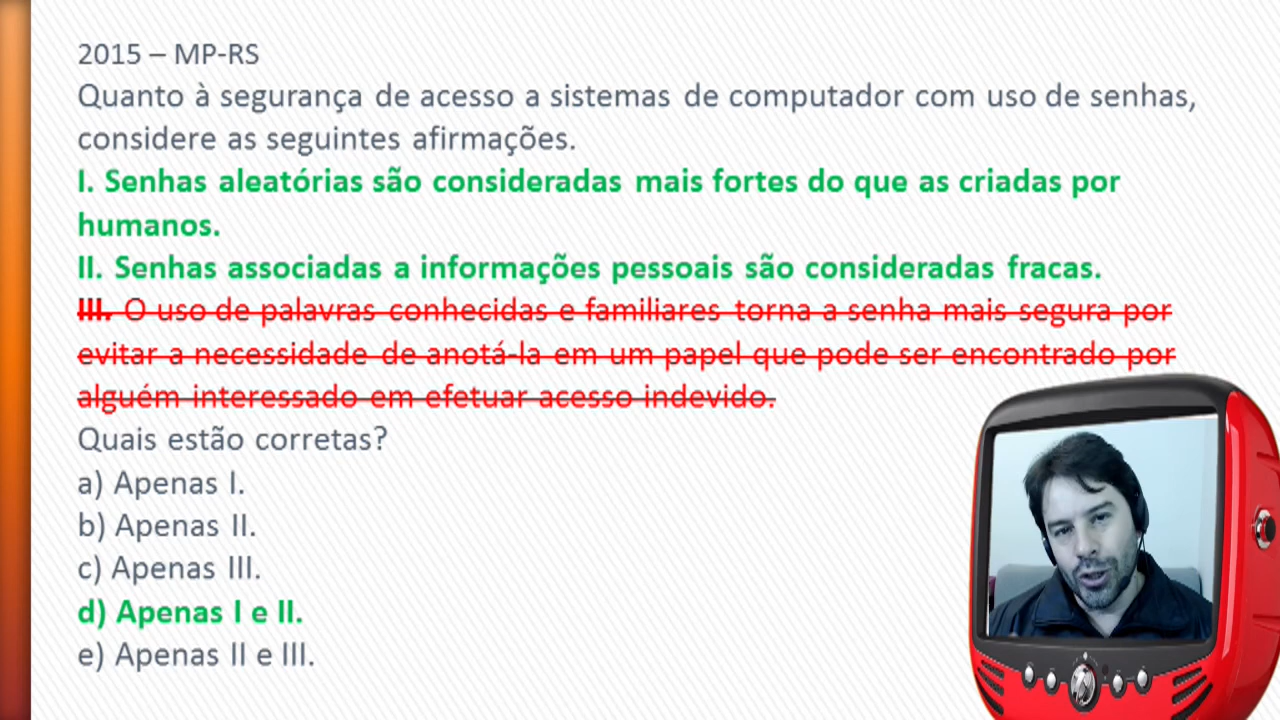 2015 – MP-RS
Quanto à segurança de acesso a sistemas de computador com uso de senhas,
considere as seguintes afirmações.
I. Senhas aleatórias são consideradas mais fortes do que as criadas por
humanos.
II. Senhas associadas a informações pessoais são consideradas fracas.
III. O uso de palavras conhecidas e familiares torna a senha mais segura por
evitar a necessidade de anotá-la em um papel que pode ser encontrado por
alguém interessado em efetuar acesso indevido.
Quais estão corretas?
a) Apenas I.
b) Apenas II.
c) Apenas III.
d) Apenas I e II.
e) Apenas II e III.